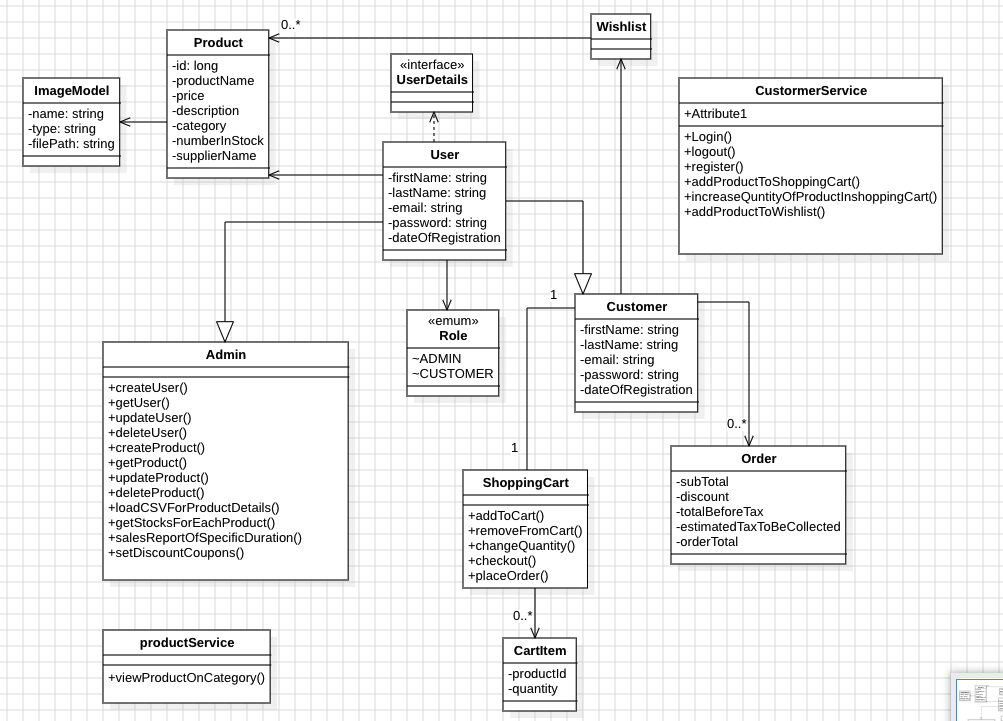 0..*
Wishlist
Product
-id: long
-productName
-price
-description
-category
-numberInStock
-supplierName
«interface»
UserDetails
ImageModel
-name: string
-type: string
-filePath: string
CustormerService
+Attribute1
+Login()
+logout()
+register()
+addProductToShoppingCart()
+increaseQuntityOfProductInshoppingCart()
+addProductToWishlist()
User
-firstName: string
-lastName: string
-email: string
-password: string
-dateOfRegistration
1
Customer
-firstName: string
-lastName: string
-email: string
-password: string
-dateOfRegistration
«emum»
Role
~ADMIN
~CUSTOMER
Admin
+createUser()
+getUser()
+updateUser()
+deleteUser()
+createProduct()
+getProduct()
+updateProduct()
+deleteProduct()
+loadCSVForProductDetails()
+getStocksForEachProduct()
+salesReportOfSpecificDuration()
+setDiscountCoupons()
0..*
1
Order
-subTotal
-discount
-totalBeforeTax
-estimatedTaxToBeCollected
-orderTotal
ShoppingCart
+addToCart()
+removeFromCart()
+changeQuantity()
+checkout()
+placeOrder()
0..*
CartItem
-productId
-quantity
productService
+viewProductOnCategory()